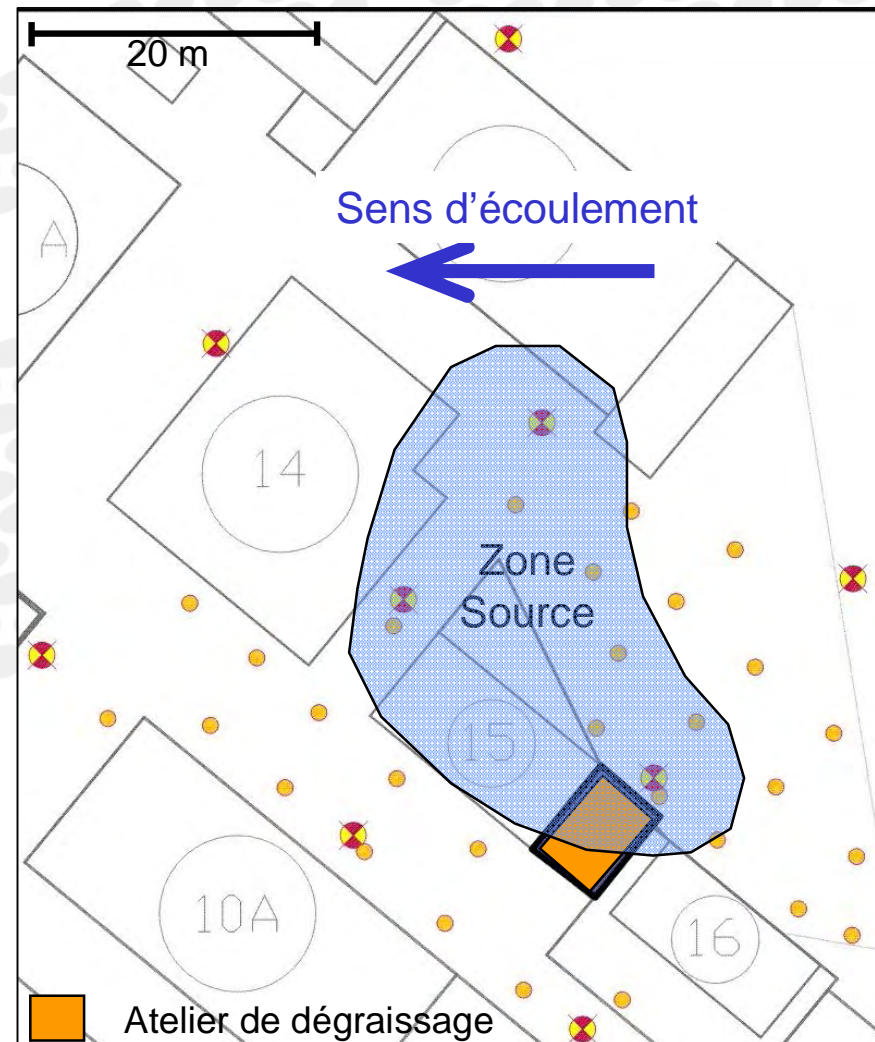 20 m
A
Sens d’écoulement
14
Zone
Source
15
10A
16
Atelier de dégraissage